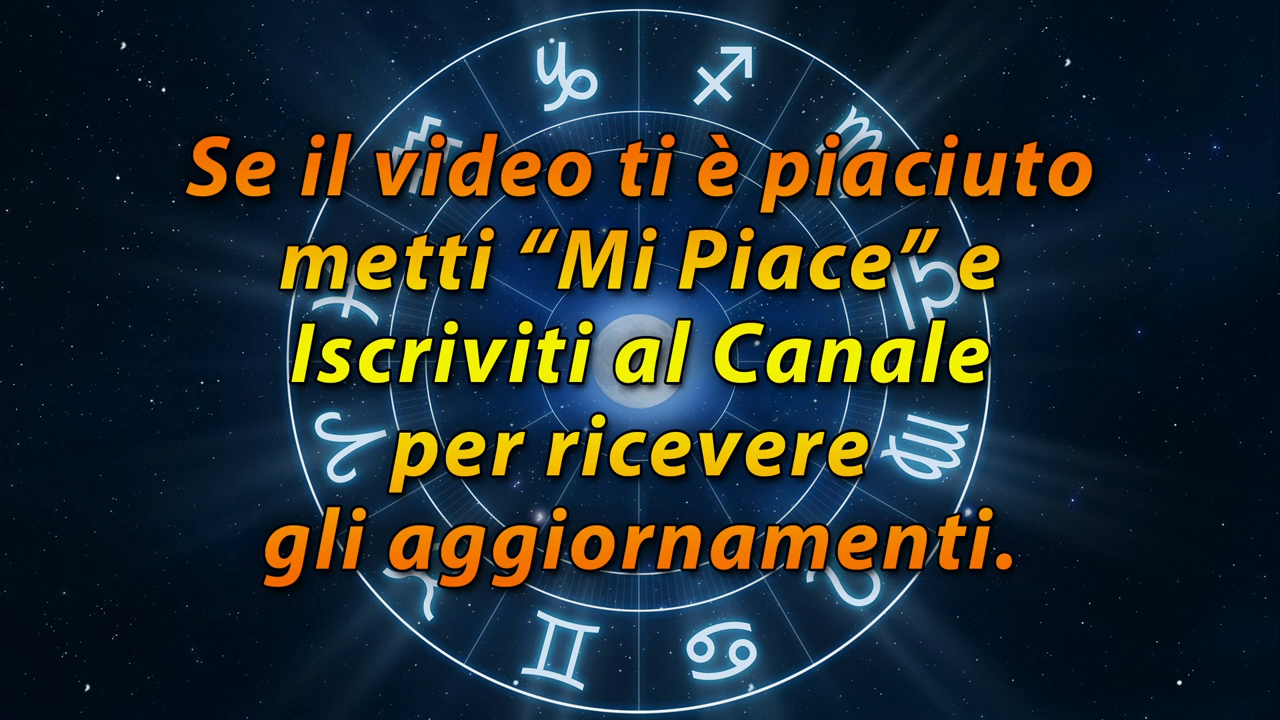 Se il video ti è piaciuto
metti “Mi Piace” e
Iscriviti al Canale
per ricevere
gli aggiornamenti.